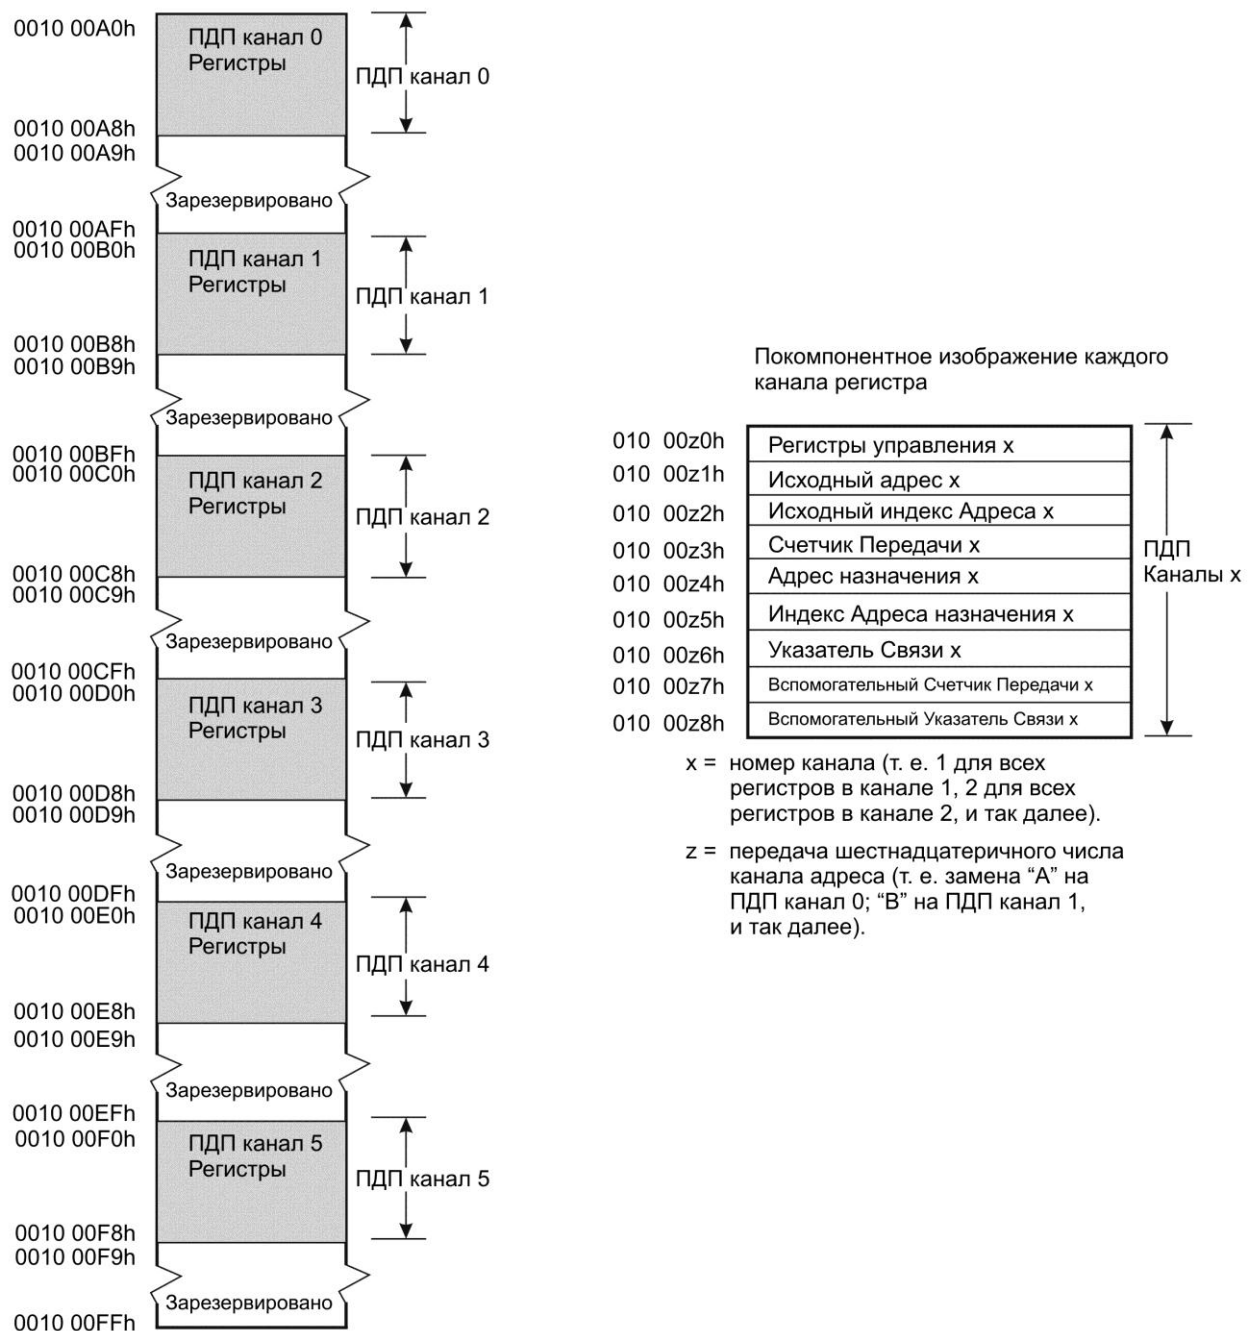 0010 00A0h
ПДП канал 0
Регистры
ПДП канал 0
0010 00A8h
0010 00A9h
Зарезервировано
0010 00AFh
0010 00B0h
ПДП канал 1
Регистры
ПДП канал 1
0010 00B8h
0010 00B9h
Зарезервировано
0010 00BFh
0010 00C0h
ПДП канал 2
Регистры
ПДП канал 2
0010 00C8h
0010 00C9h
Зарезервировано
0010 00CFh
0010 00D0h
ПДП канал 3
Регистры
ПДП канал 3
0010 00D8h
0010 00D9h
Зарезервировано
0010 00DFh
0010 00E0h
ПДП канал 4
Регистры
ПДП канал 4
0010 00E8h
0010 00E9h
Зарезервировано
0010 00EFh
0010 00F0h
ПДП канал 5
Регистры
ПДП канал 5
0010 00F8h
0010 00F9h
Зарезервировано
0010 00FFh
Покомпонентное изображение каждого
канала регистра
010 00z0h Регистры управления x
010 00z1h Исходный адрес x
010 00z2h Исходный индекс Адреса x
010 00z3h Счетчик Передачи x
010 00z4h Адрес назначения x
010 00z5h Индекс Адреса назначения x
010 00z6h Указатель Связи x
010 00z7h Вспомогательный Счетчик Передачи x
010 00z8h Вспомогательный Указатель Связи x
ПДП
Каналы x
x = номер канала (т. е. 1 для всех
регистров в канале 1, 2 для всех
регистров в канале 2, и так далее).
z = передача шестнадцатеричного числа
канала адреса (т. е. замена “А” на
ПДП канал 0; “В” на ПДП канал 1,
и так далее).